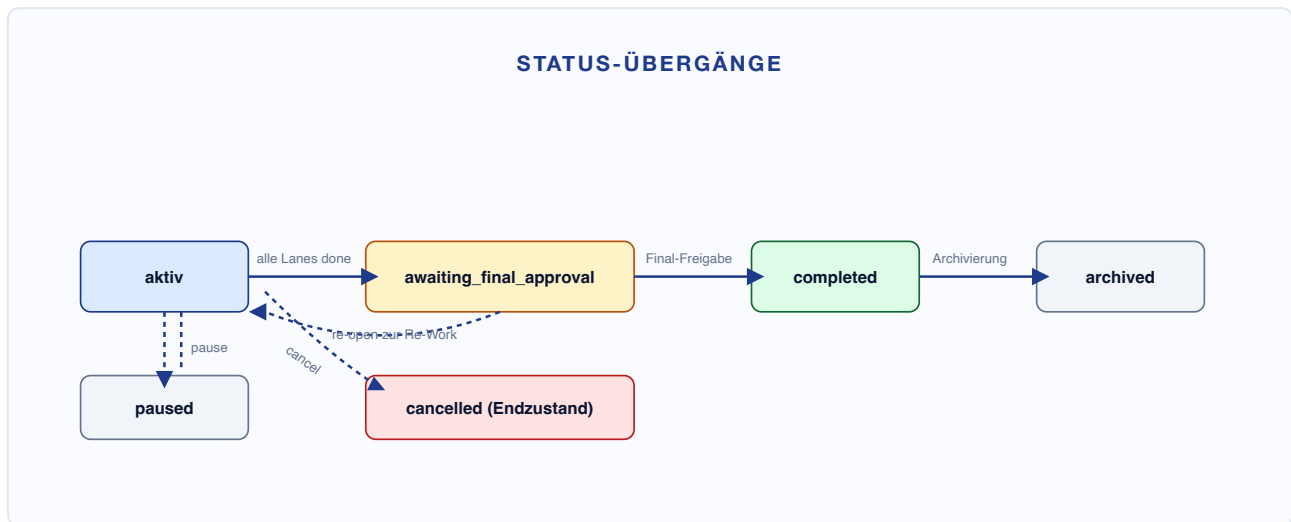 STATUS-ÜBERGÄNGE
aktiv
alle Lanes done
awaiting_final_approval
Final-Freigabe
completed
Archivierung
archived
re-open zur Re-Work
pause
cancel
paused
cancelled (Endzustand)